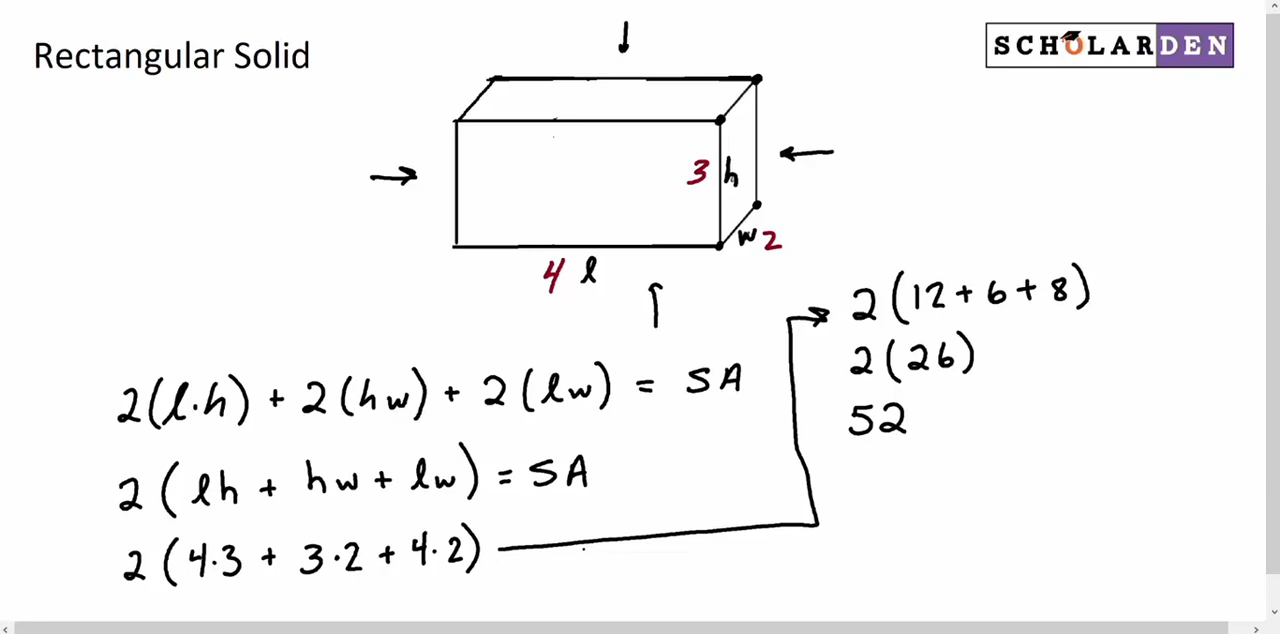 Rectangular Solid
SCHOLARDEN
3 h
w 2
4 l
2(l·h) + 2(hw) + 2(lw) = SA
2(lh + hw + lw) = SA
2(4·3 + 3·2 + 4·2)
2(12 + 6 + 8)
2(26)
52